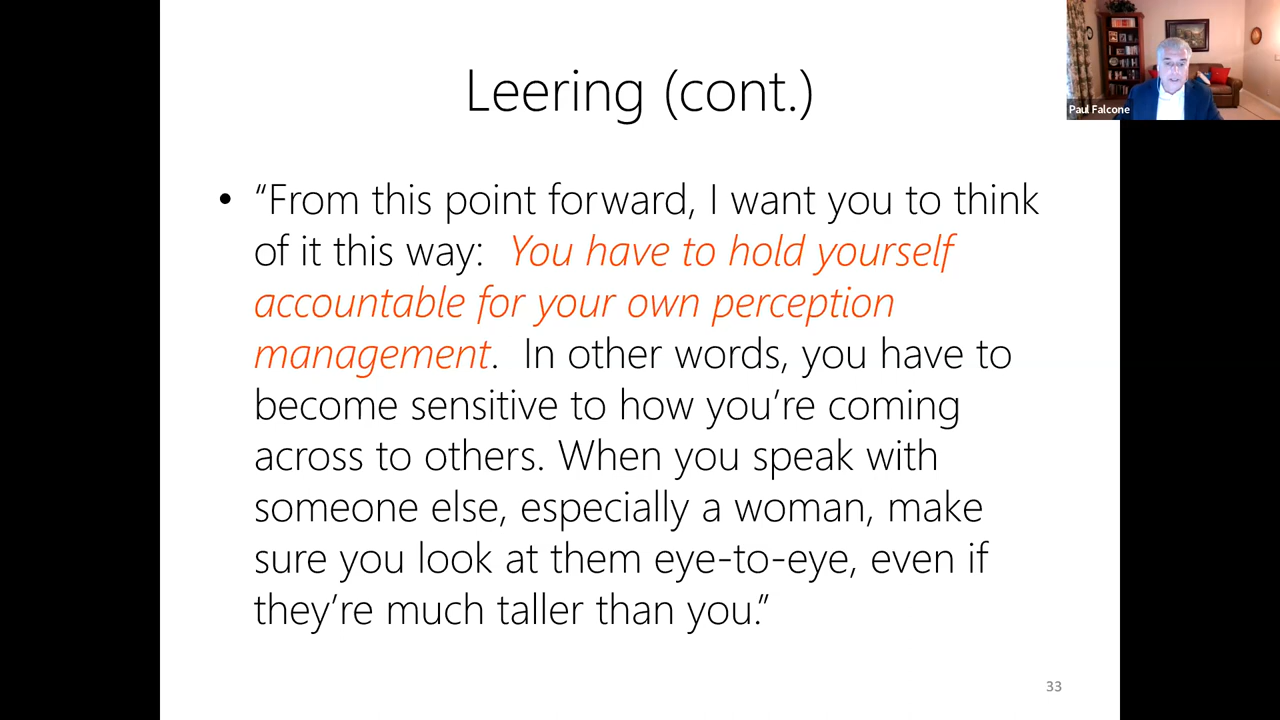 Leering (cont.)
Paul Falcone
• “From this point forward, I want you to think
of it this way:  You have to hold yourself
accountable for your own perception
management.  In other words, you have to
become sensitive to how you’re coming
across to others. When you speak with
someone else, especially a woman, make
sure you look at them eye-to-eye, even if
they’re much taller than you.”
33